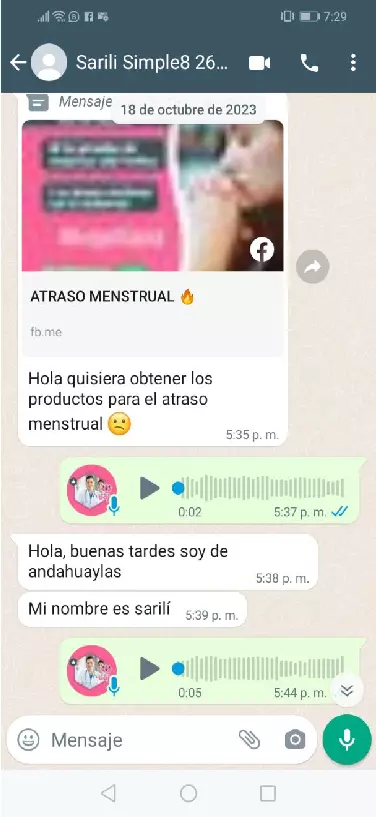 7:29
Sarili Simple8 26...
Mensaje
18 de octubre de 2023
ATRASO MENSTRUAL 🔥
fb.me
Hola quisiera obtener los
productos para el atraso
menstrual 😕
5:35 p. m.
0:02
5:37 p. m.
Hola, buenas tardes soy de
andahuaylas
5:38 p. m.
Mi nombre es sarilí
5:39 p. m.
0:05
5:44 p. m.
Mensaje